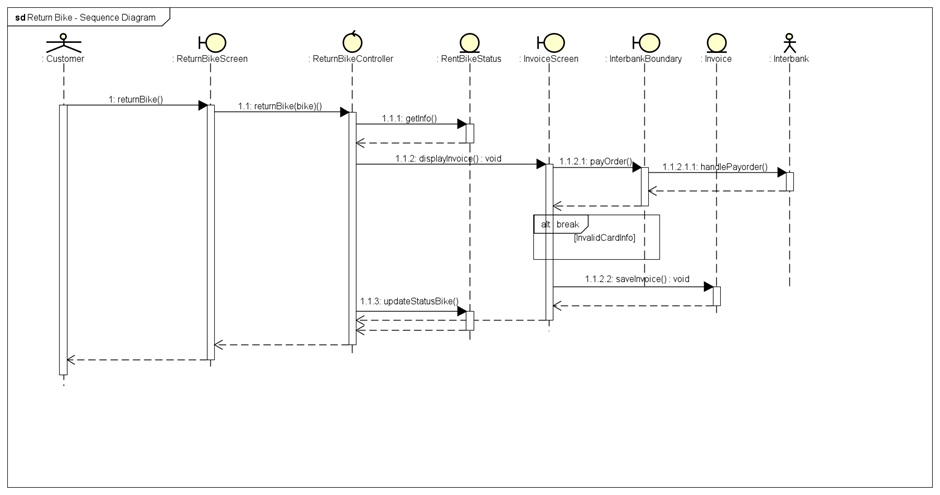 sd Return Bike - Sequence Diagram
: Customer
: ReturnBikeScreen
: ReturnBikeController
: RentBikeStatus
: InvoiceScreen
: InterbankBoundary
: Invoice
: Interbank
1: returnBike()
1.1: returnBike(bike)()
1.1.1: getInfo()
1.1.2: displayInvoice() : void
1.1.2.1: payOrder()
1.1.2.1.1: handlePayorder()
alt break
[InvalidCardInfo]
1.1.2.2: saveInvoice() : void
1.1.3: updateStatusBike()